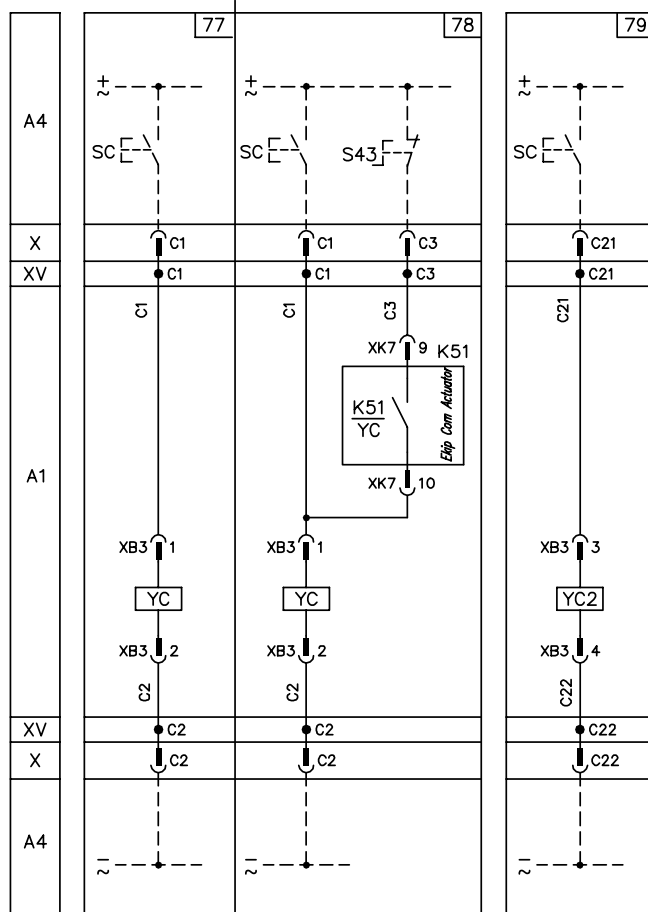 77 78 79
+ + +
~ ~ ~
A4
SC SC S43 SC
X C1 C1 C3 C21
XV C1 C1 C3 C21
C1 C1 C3 C21
XK7 9 K51
K51
YC
Ekip Com Actuator
A1
XK7 10
XB3 1 XB3 1 XB3 3
YC YC YC2
XB3 2 XB3 2 XB3 4
C2 C2 C22
XV C2 C2 C22
X C2 C2 C22
A4
– – –
~ ~ ~